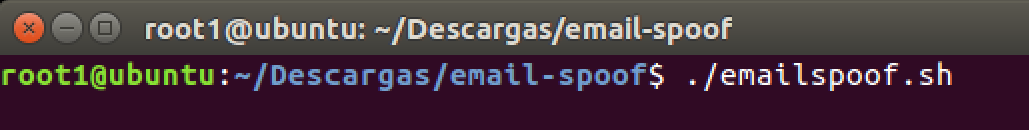 root1@ubuntu: ~/Descargas/email-spoof
root1@ubuntu:~/Descargas/email-spoof$ ./emailspoof.sh